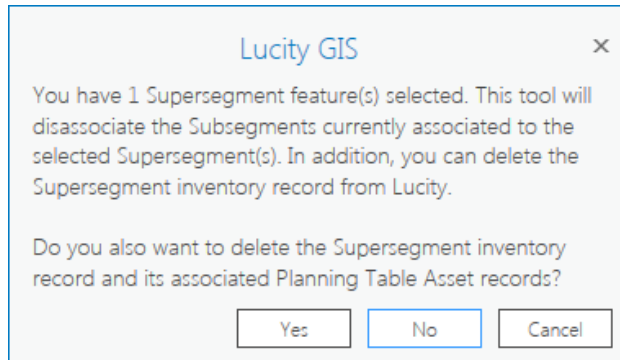 Lucity GIS
You have 1 Supersegment feature(s) selected. This tool will
disassociate the Subsegments currently associated to the
selected Supersegment(s). In addition, you can delete the
Supersegment inventory record from Lucity.
Do you also want to delete the Supersegment inventory
record and its associated Planning Table Asset records?
Yes No Cancel